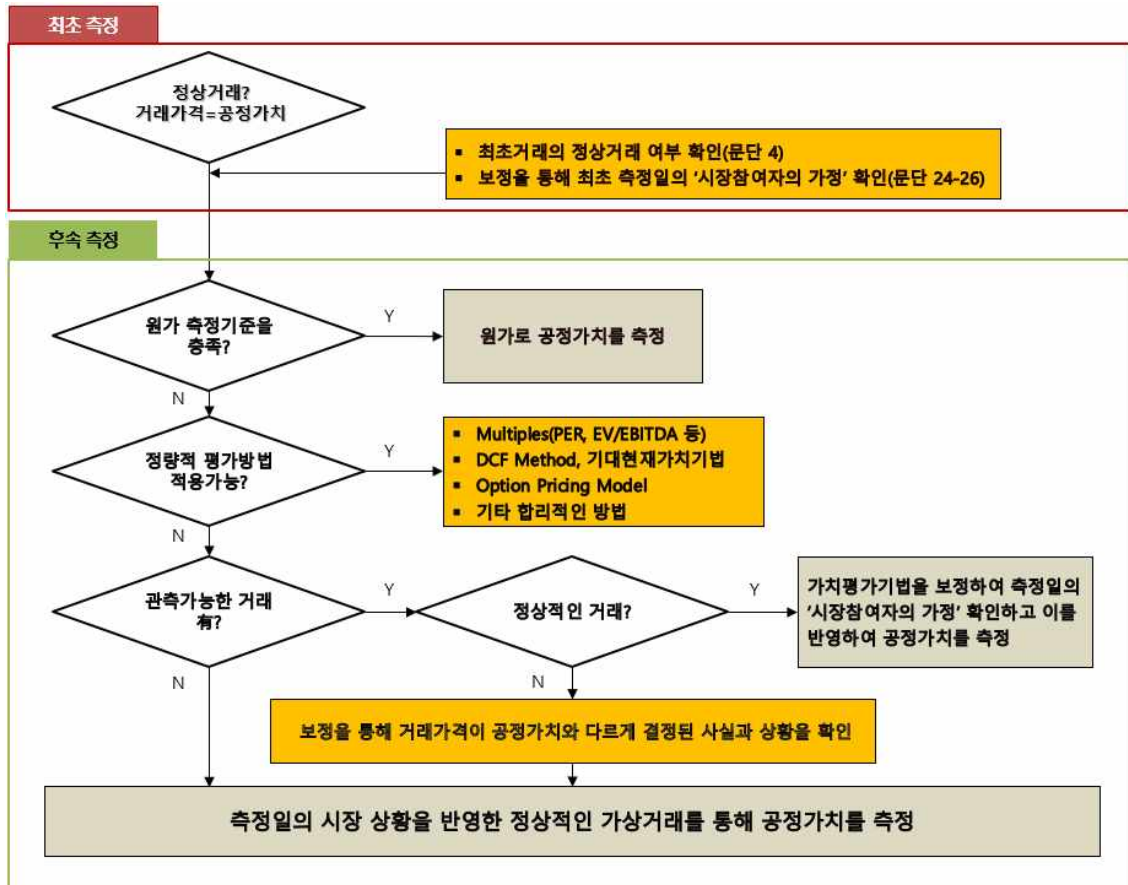 최초 측정
정상거래?
거래가격=공정가치
▪ 최초거래의 정상거래 여부 확인(문단 4)
▪ 보정을 통해 최초 측정일의 ‘시장참여자의 가정’ 확인(문단 24-26)
후속 측정
원가 측정기준을
충족?
Y
원가로 공정가치를 측정
N
정량적 평가방법
적용가능?
Y
▪ Multiples(PER, EV/EBITDA 등)
▪ DCF Method, 기대현재가치기법
▪ Option Pricing Model
▪ 기타 합리적인 방법
N
관측가능한 거래
有?
Y
정상적인 거래?
Y
가치평가기법을 보정하여 측정일의
‘시장참여자의 가정’ 확인하고 이를
반영하여 공정가치를 측정
N
N
보정을 통해 거래가격이 공정가치와 다르게 결정된 사실과 상황을 확인
측정일의 시장 상황을 반영한 정상적인 가상거래를 통해 공정가치를 측정